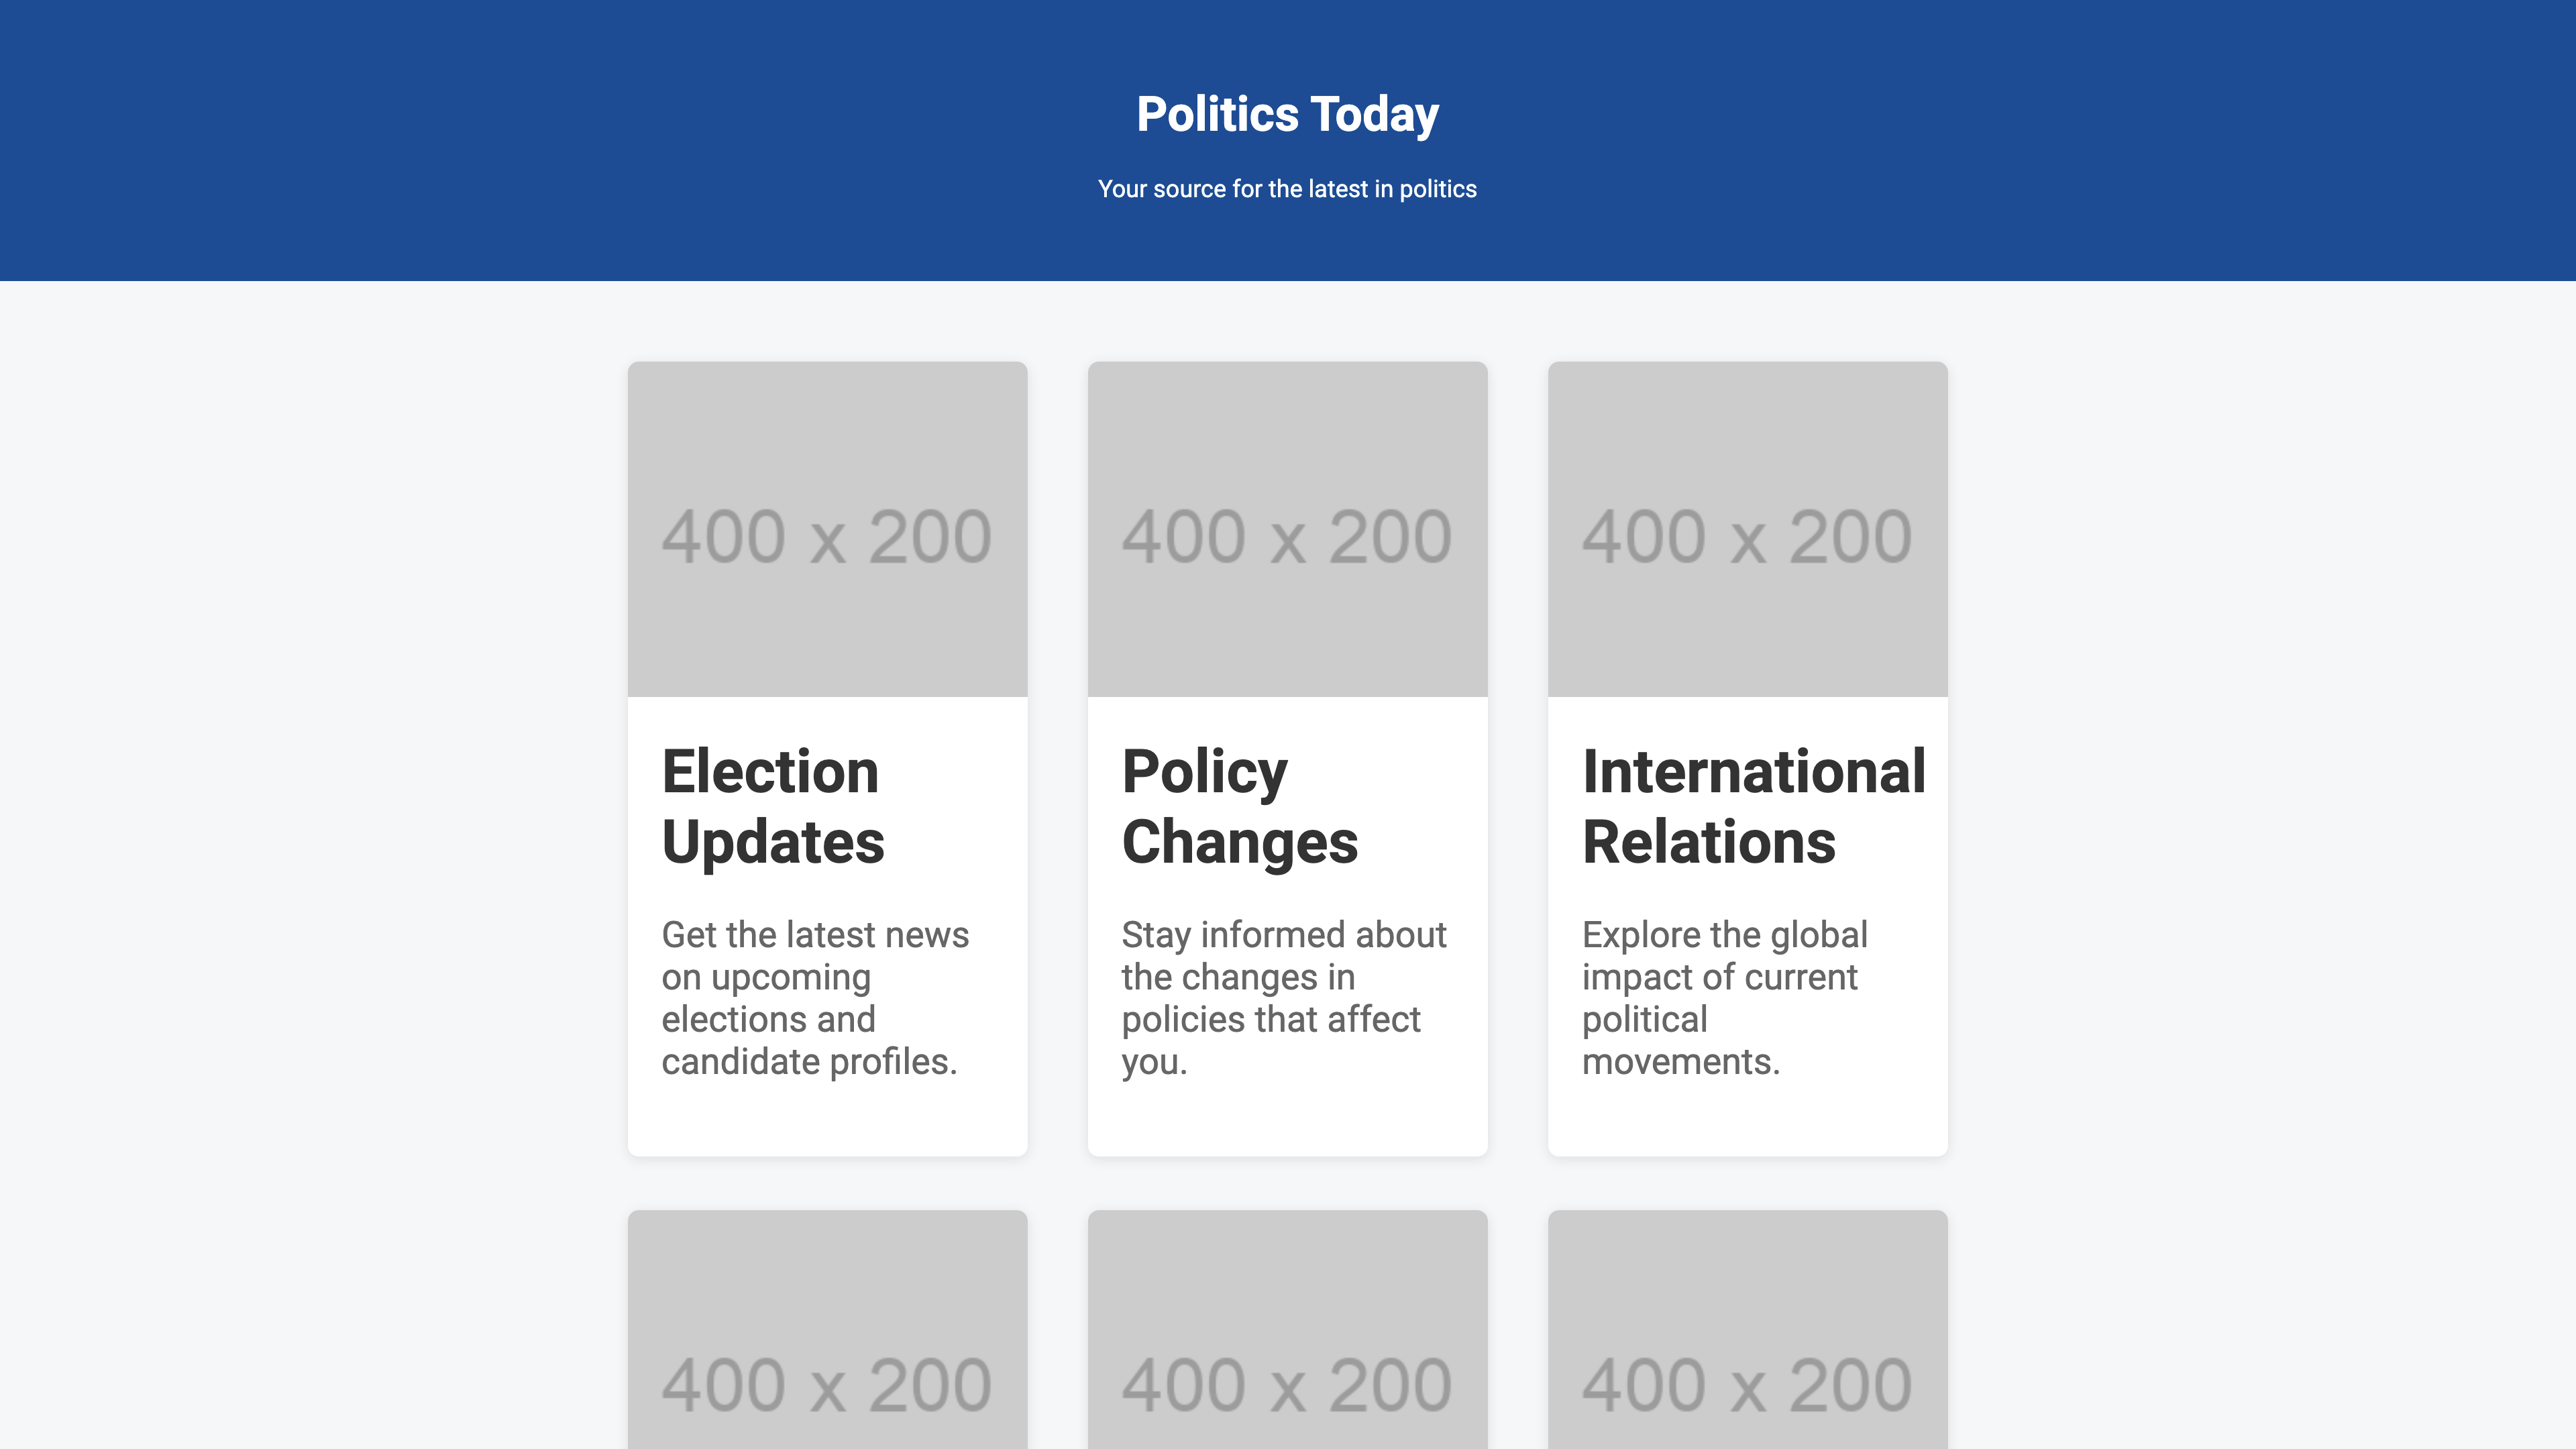 Politics Today
Your source for the latest in politics
400 x 200
400 x 200
400 x 200
Election
Updates
Get the latest news
on upcoming
elections and
candidate profiles.
Policy
Changes
Stay informed about
the changes in
policies that affect
you.
International
Relations
Explore the global
impact of current
political
movements.
400 x 200
400 x 200
400 x 200